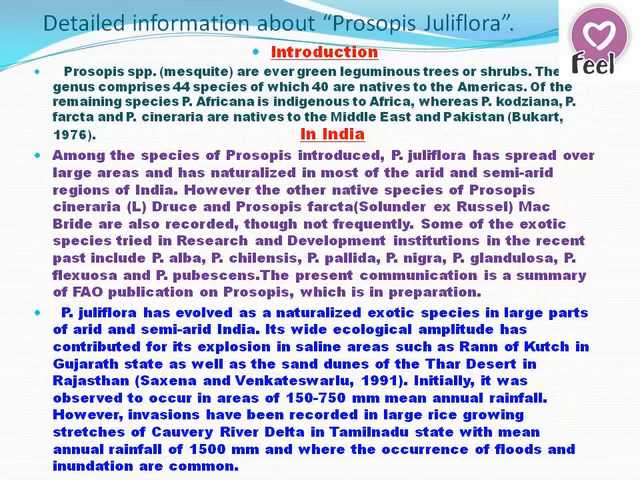 Detailed information about “Prosopis Juliflora”.
Feel
• Introduction
• Prosopis spp. (mesquite) are ever green leguminous trees or shrubs. The
genus comprises 44 species of which 40 are natives to the Americas. Of the
remaining species P. Africana is indigenous to Africa, whereas P. kodziana, P.
farcta and P. cineraria are natives to the Middle East and Pakistan (Bukart,
1976). In India
• Among the species of Prosopis introduced, P. juliflora has spread over
large areas and has naturalized in most of the arid and semi-arid
regions of India. However the other native species of Prosopis
cineraria (L) Druce and Prosopis farcta(Solunder ex Russel) Mac
Bride are also recorded, though not frequently. Some of the exotic
species tried in Research and Development institutions in the recent
past include P. alba, P. chilensis, P. pallida, P. nigra, P. glandulosa, P.
flexuosa and P. pubescens.The present communication is a summary
of FAO publication on Prosopis, which is in preparation.
• P. juliflora has evolved as a naturalized exotic species in large parts
of arid and semi-arid India. Its wide ecological amplitude has
contributed for its explosion in saline areas such as Rann of Kutch in
Gujarath state as well as the sand dunes of the Thar Desert in
Rajasthan (Saxena and Venkateswarlu, 1991). Initially, it was
observed to occur in areas of 150-750 mm mean annual rainfall.
However, invasions have been recorded in large rice growing
stretches of Cauvery River Delta in Tamilnadu state with mean
annual rainfall of 1500 mm and where the occurrence of floods and
inundation are common.